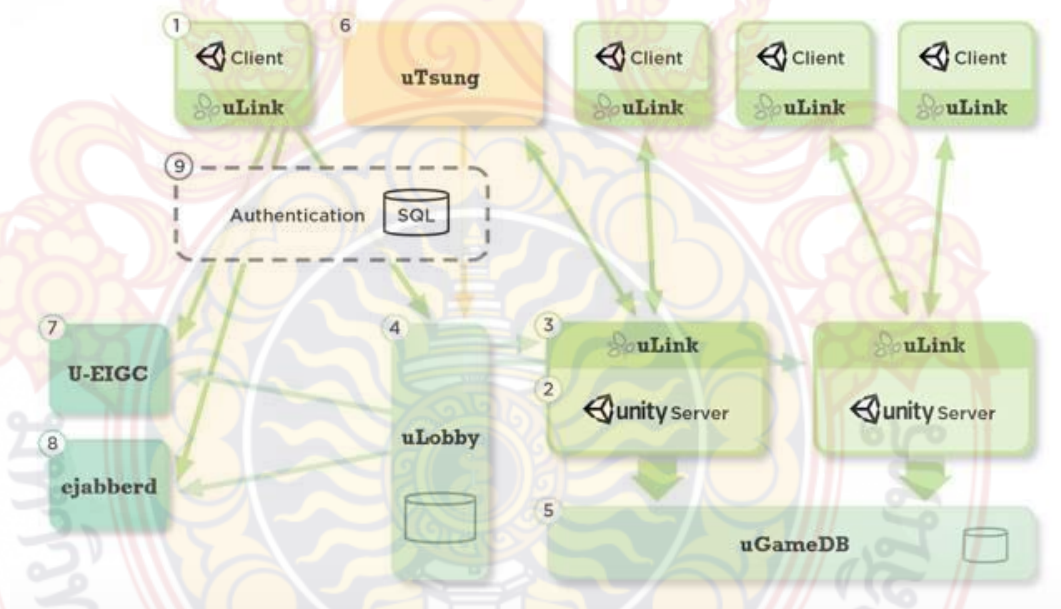 1
Client
uLink
6
uTsung
Client
uLink
Client
uLink
Client
uLink
9
Authentication
SQL
7
U-EIGC
8
ejabberd
4
uLobby
3
uLink
2
unity Server
uLink
unity Server
5
uGameDB